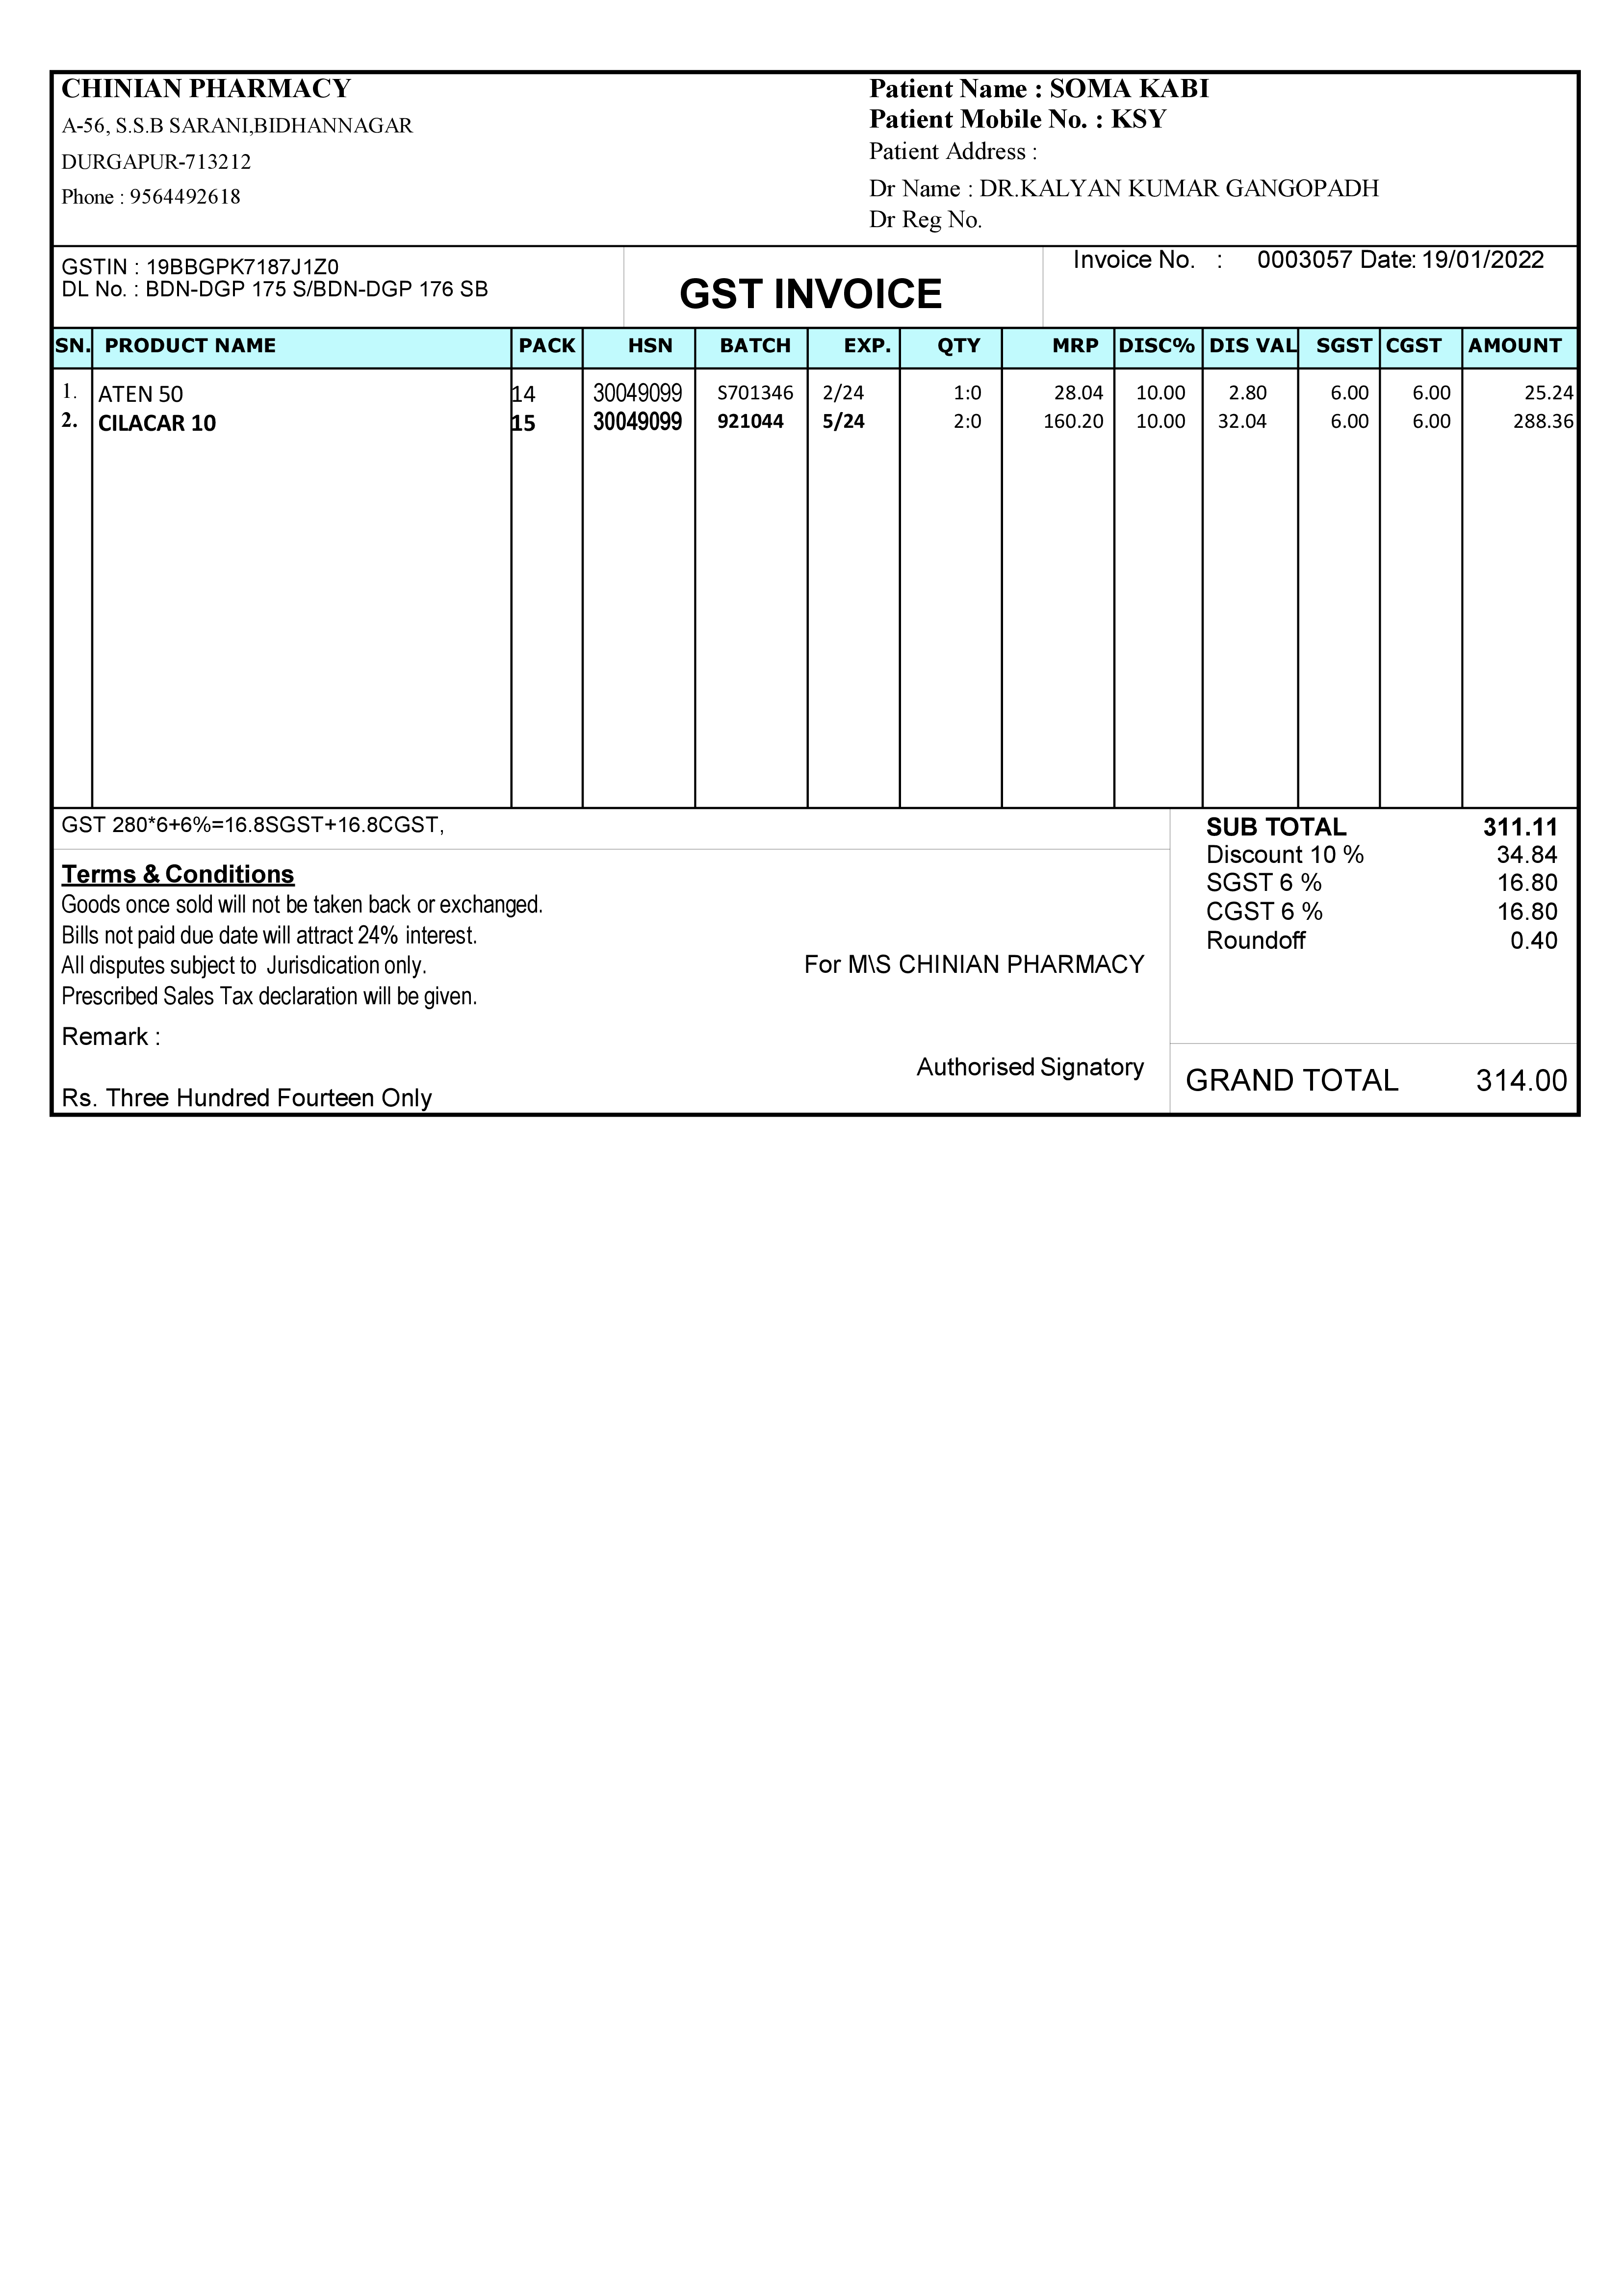 CHINIAN PHARMACY
A-56, S.S.B SARANI,BIDHANNAGAR
DURGAPUR-713212
Phone : 9564492618
Patient Name : SOMA KABI
Patient Mobile No. : KSY
Patient Address :
Dr Name : DR.KALYAN KUMAR GANGOPADH
Dr Reg No.
GSTIN : 19BBGPK7187J1Z0
DL No. : BDN-DGP 175 S/BDN-DGP 176 SB
GST INVOICE
Invoice No. : 0003057 Date: 19/01/2022
SN. PRODUCT NAME PACK HSN BATCH EXP. QTY MRP DISC% DIS VAL SGST CGST AMOUNT
1. ATEN 50 14 30049099 S701346 2/24 1:0 28.04 10.00 2.80 6.00 6.00 25.24
2. CILACAR 10 15 30049099 921044 5/24 2:0 160.20 10.00 32.04 6.00 6.00 288.36
GST 280*6+6%=16.8SGST+16.8CGST,
Terms & Conditions
Goods once sold will not be taken back or exchanged.
Bills not paid due date will attract 24% interest.
All disputes subject to Jurisdication only.
Prescribed Sales Tax declaration will be given.
Remark :
Rs. Three Hundred Fourteen Only
For M\S CHINIAN PHARMACY
Authorised Signatory
SUB TOTAL 311.11
Discount 10 % 34.84
SGST 6 % 16.80
CGST 6 % 16.80
Roundoff 0.40
GRAND TOTAL 314.00